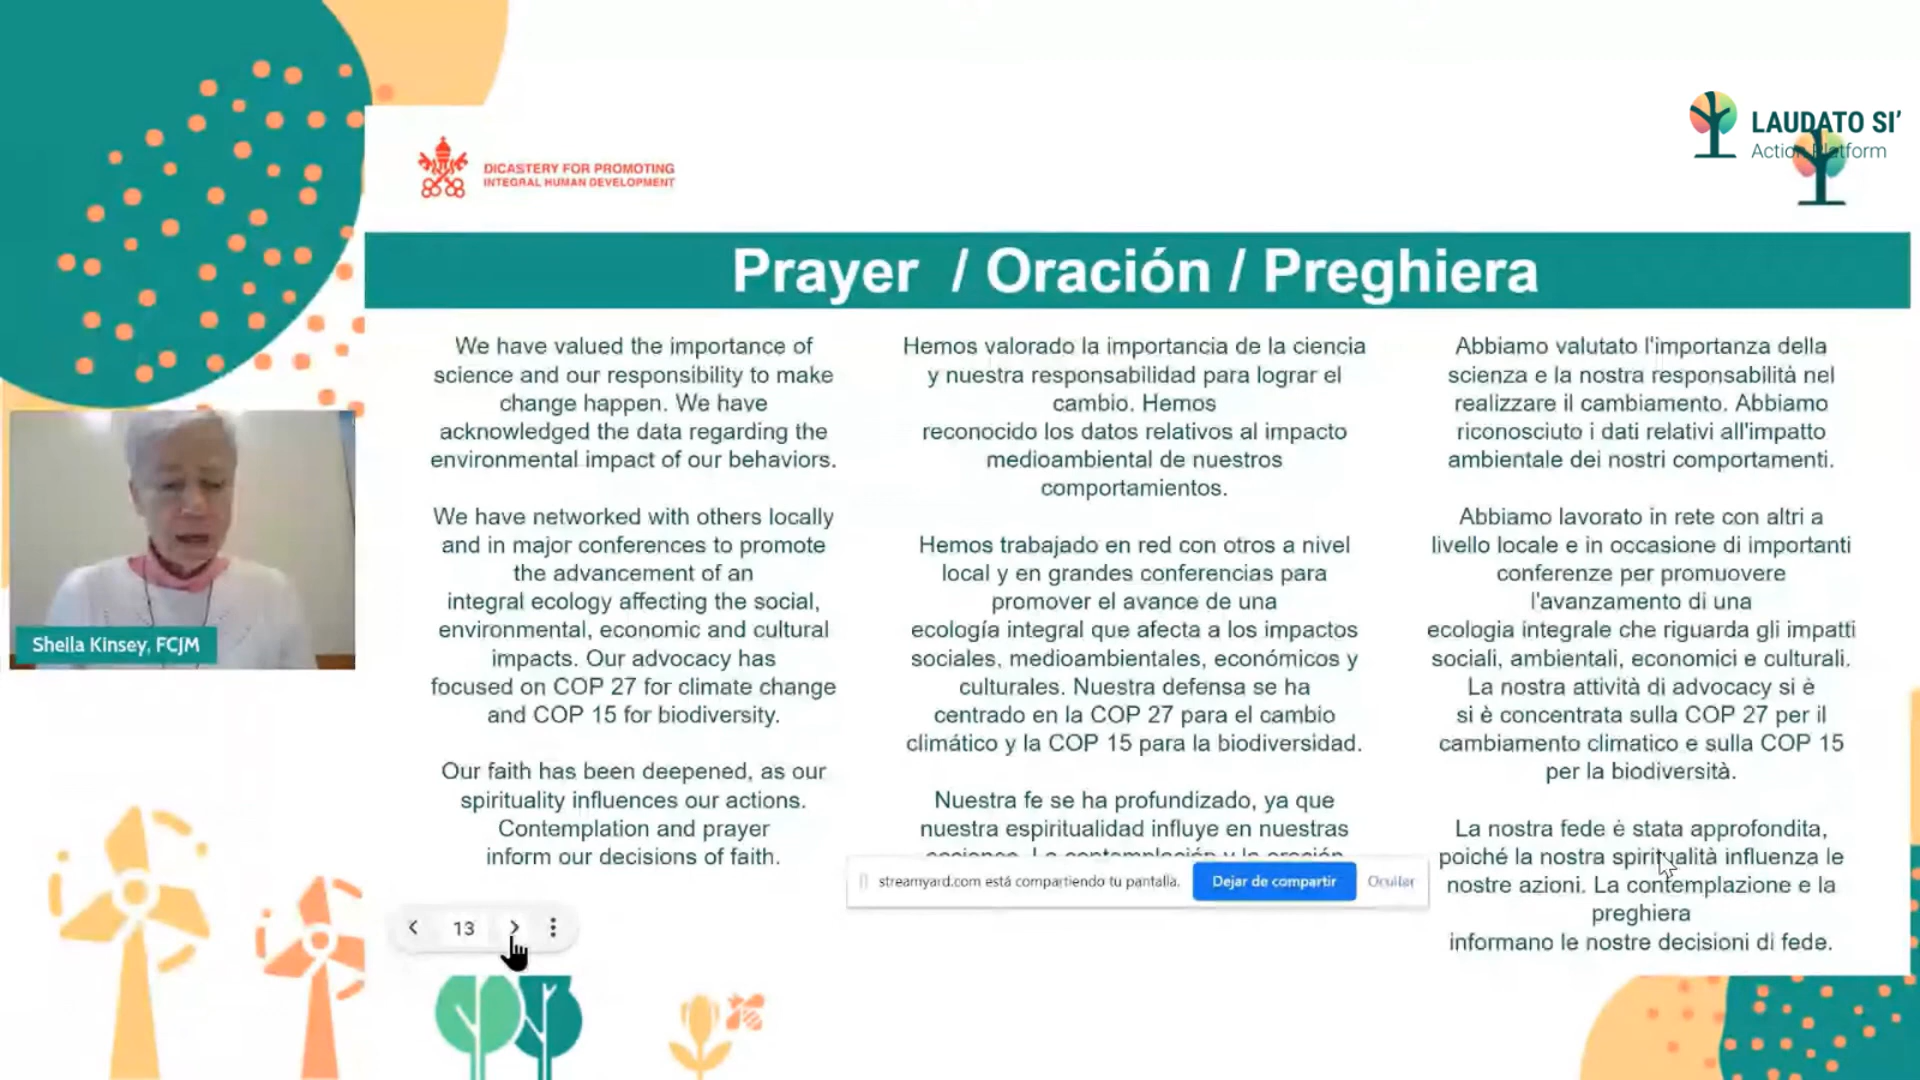 LAUDATO SI'
Action Platform
DICASTERY FOR PROMOTING
INTEGRAL HUMAN DEVELOPMENT
Prayer / Oración / Preghiera
We have valued the importance of
science and our responsibility to make
change happen. We have
acknowledged the data regarding the
environmental impact of our behaviors.
We have networked with others locally
and in major conferences to promote
the advancement of an
integral ecology affecting the social,
environmental, economic and cultural
impacts. Our advocacy has
focused on COP 27 for climate change
and COP 15 for biodiversity.
Our faith has been deepened, as our
spirituality influences our actions.
Contemplation and prayer
inform our decisions of faith.
Hemos valorado la importancia de la ciencia
y nuestra responsabilidad para lograr el
cambio. Hemos
reconocido los datos relativos al impacto
medioambiental de nuestros
comportamientos.
Hemos trabajado en red con otros a nivel
local y en grandes conferencias para
promover el avance de una
ecología integral que afecta a los impactos
sociales, medioambientales, económicos y
culturales. Nuestra defensa se ha
centrado en la COP 27 para el cambio
climático y la COP 15 para la biodiversidad.
Nuestra fe se ha profundizado, ya que
nuestra espiritualidad influye en nuestras
acciones. La contemplación y la oración
Abbiamo valutato l'importanza della
scienza e la nostra responsabilità nel
realizzare il cambiamento. Abbiamo
riconosciuto i dati relativi all'impatto
ambientale dei nostri comportamenti.
Abbiamo lavorato in rete con altri a
livello locale e in occasione di importanti
conferenze per promuovere
l'avanzamento di una
ecologia integrale che riguarda gli impatti
sociali, ambientali, economici e culturali.
La nostra attività di advocacy si è
si è concentrata sulla COP 27 per il
cambiamento climatico e sulla COP 15
per la biodiversità.
La nostra fede è stata approfondita,
poiché la nostra spiritualità influenza le
nostre azioni. La contemplazione e la
preghiera
informano le nostre decisioni di fede.
Sheila Kinsey, FCJM
streamyard.com está compartiendo tu pantalla.
Dejar de compartir
Ocultar
13